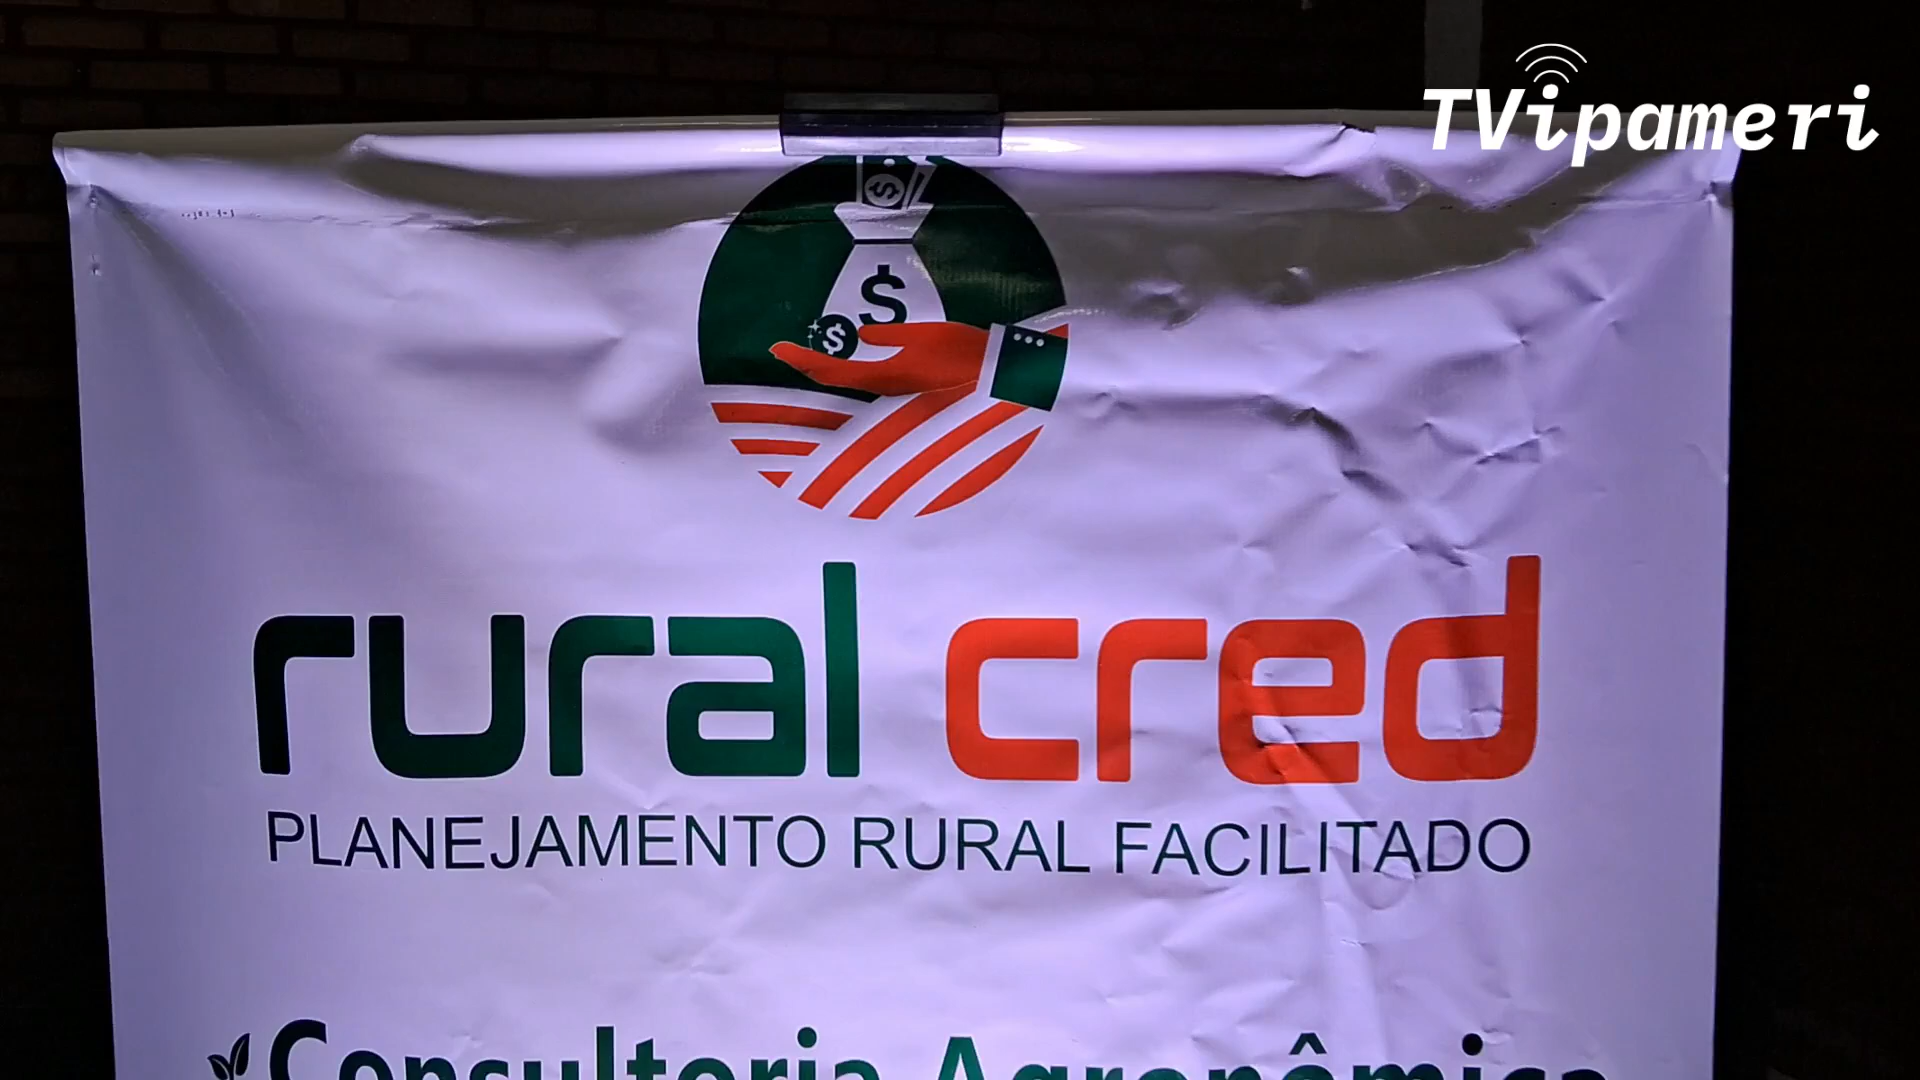 TVipameri
$
$
$
rural cred
PLANEJAMENTO RURAL FACILITADO
Consultoria Agronômica